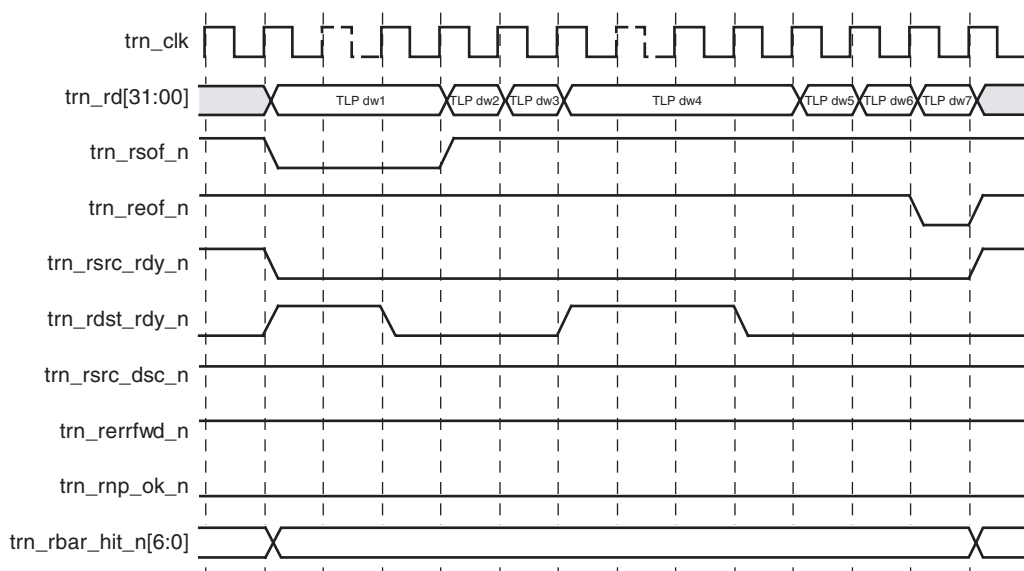 trn_clk
trn_rd[31:00]
TLP dw1 TLP dw2 TLP dw3 TLP dw4 TLP dw5 TLP dw6 TLP dw7
trn_rsof_n
trn_reof_n
trn_rsrc_rdy_n
trn_rdst_rdy_n
trn_rsrc_dsc_n
trn_rerrfwd_n
trn_rnp_ok_n
trn_rbar_hit_n[6:0]